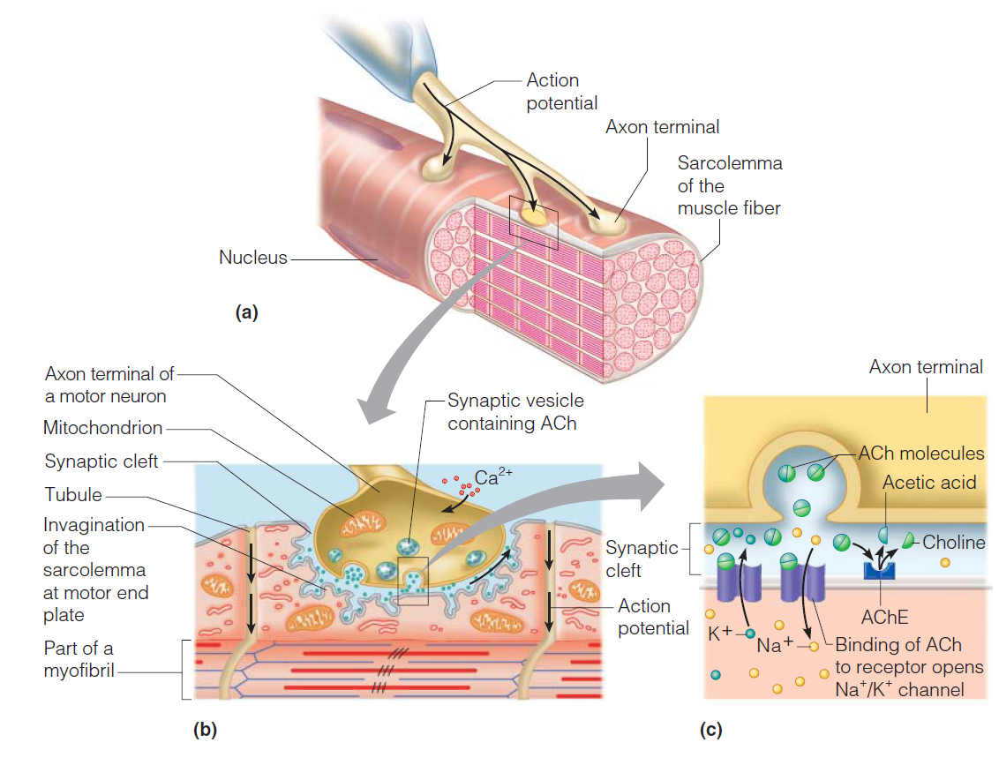 Action
potential
Axon terminal
Sarcolemma
of the
muscle fiber
Nucleus
(a)
Axon terminal of
a motor neuron
Mitochondrion
Synaptic cleft
Tubule
Invagination
of the
sarcolemma
at motor end
plate
Part of a
myofibril
Synaptic vesicle
containing ACh
Ca²⁺
Action
potential
(b)
Axon terminal
ACh molecules
Acetic acid
Choline
Synaptic
cleft
AChE
K+
Na+
Binding of ACh
to receptor opens
Na⁺/K⁺ channel
(c)